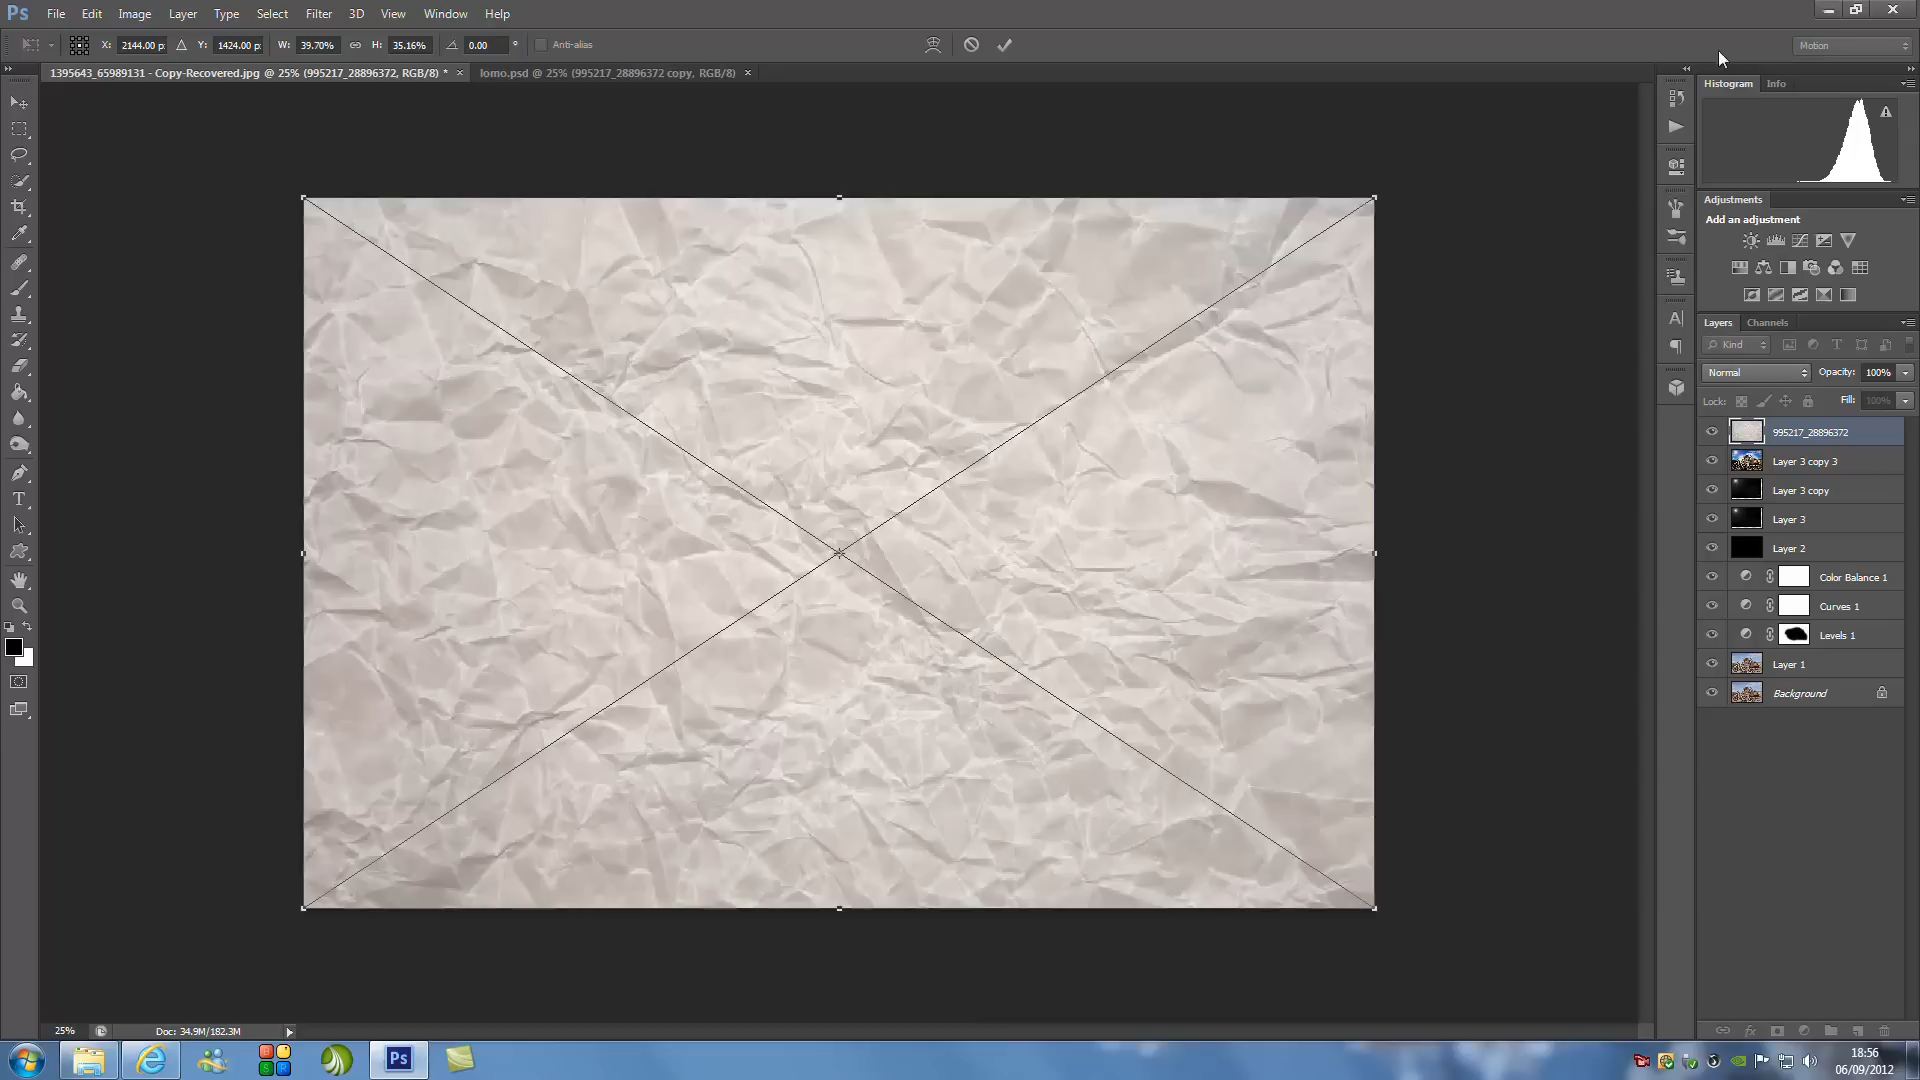 Ps File Edit Image Layer Type Select Filter 3D View Window Help
X: 2144.00 p: Y: 1424.00 p: W: 39.70% H: 35.16% 0.00 ° Anti-alias Motion
1395643_65989131 - Copy-Recovered.jpg @ 25% (995217_28896372, RGB/8) * × lomo.psd @ 25% (995217_28896372 copy, RGB/8) ×
Histogram Info
Adjustments
Add an adjustment
Layers Channels
Kind
Normal Opacity: 100%
Lock: Fill: 100%
995217_28896372
Layer 3 copy 3
Layer 3 copy
Layer 3
Layer 2
Color Balance 1
Curves 1
Levels 1
Layer 1
Background
25% Doc: 34.9M/182.3M
Ps
18:56
06/09/2012